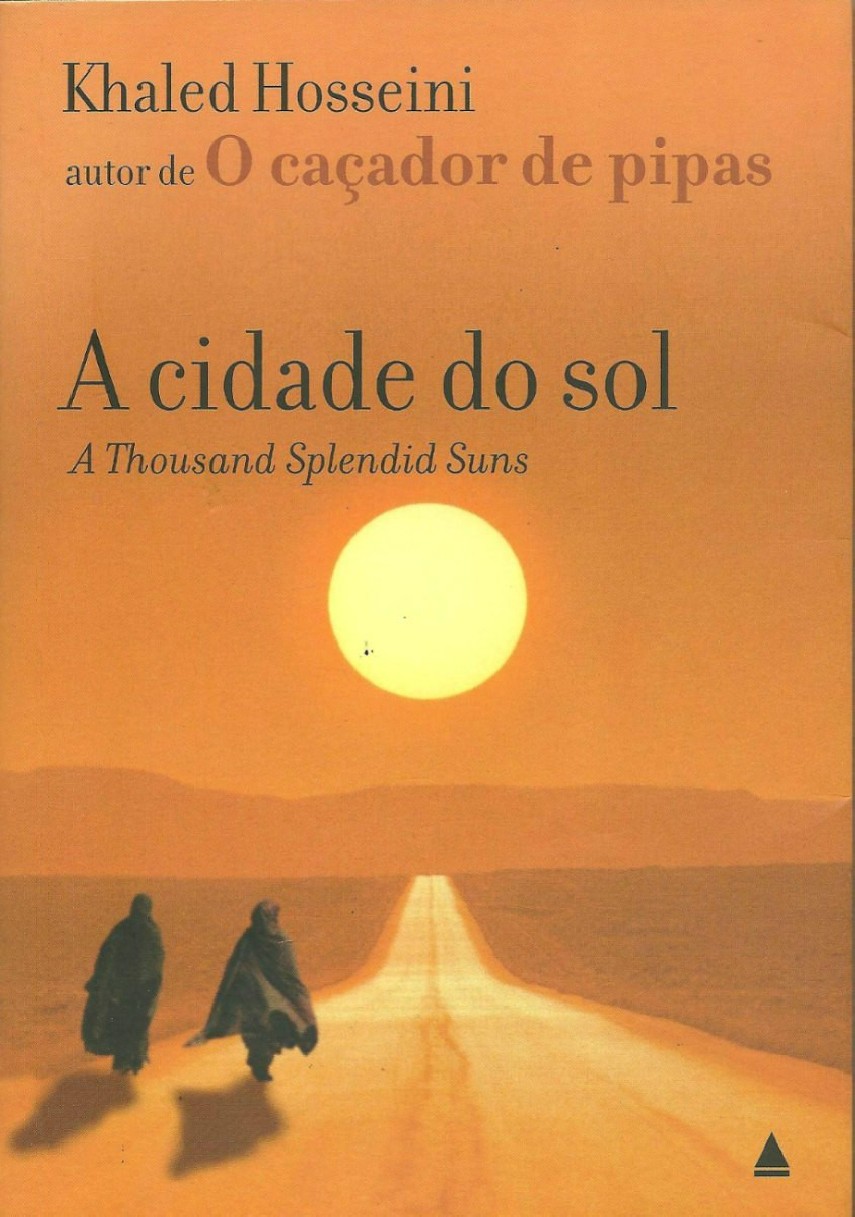 Khaled Hosseini
autor de O caçador de pipas
A cidade do sol
A Thousand Splendid Suns